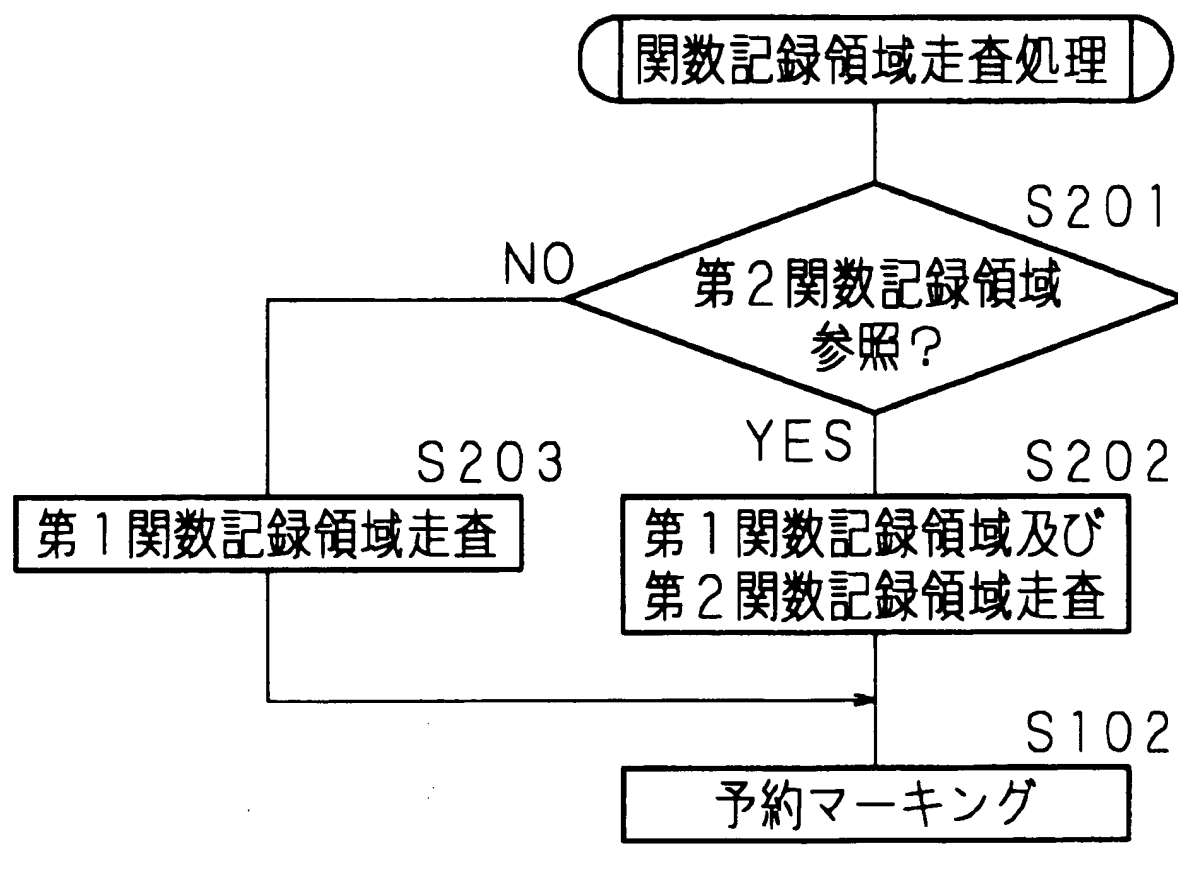 関数記録領域走査処理
S201
NO
第2関数記録領域
参照?
YES
S203
S202
第1関数記録領域走査
第1関数記録領域及び
第2関数記録領域走査
S102
予約マーキング